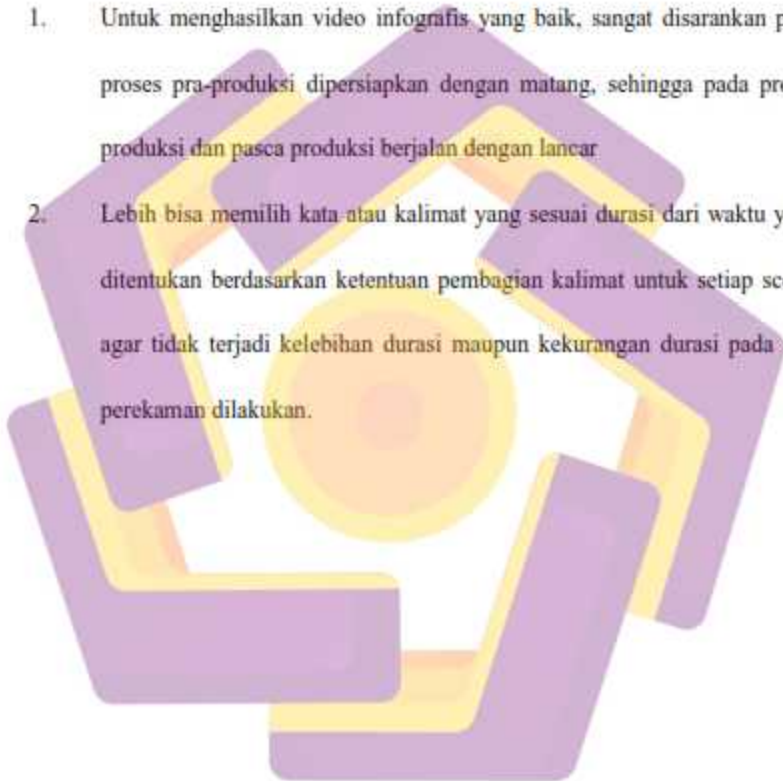 1. Untuk menghasilkan video infografis yang baik, sangat disarankan
proses pra-produksi dipersiapkan dengan matang, sehingga pada
produksi dan pasca produksi berjalan dengan lancar
2. Lebih bisa memilih kata atau kalimat yang sesuai durasi dari waktu
ditentukan berdasarkan ketentuan pembagian kalimat untuk setiap
agar tidak terjadi kelebihan durasi maupun kekurangan durasi pada
perekaman dilakukan.